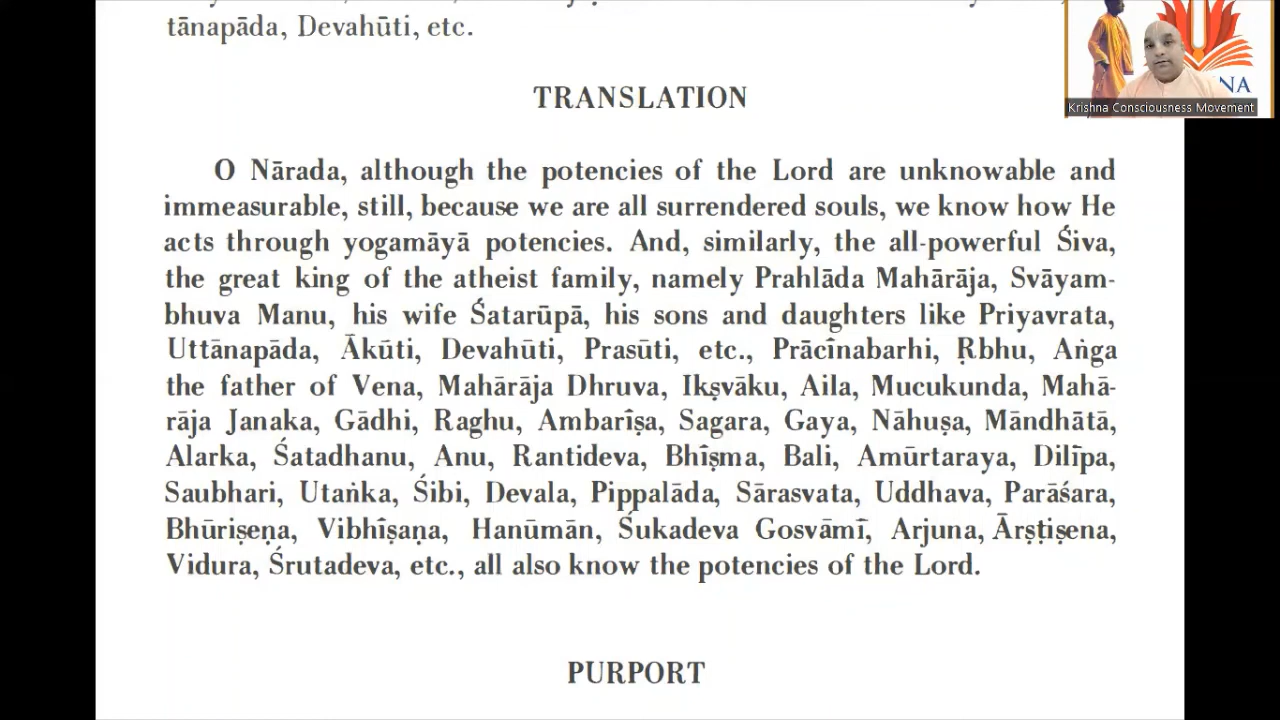 tānapāda, Devahūti, etc.
NA
Krishna Consciousness Movement
TRANSLATION
O Nārada, although the potencies of the Lord are unknowable and
immeasurable, still, because we are all surrendered souls, we know how He
acts through yogamāyā potencies. And, similarly, the all-powerful Śiva,
the great king of the atheist family, namely Prahlāda Mahārāja, Svāyam-
bhuva Manu, his wife Śatarūpā, his sons and daughters like Priyavrata,
Uttānapāda, Ākūti, Devahūti, Prasūti, etc., Prācīnabarhi, Ṛbhu, Aṅga
the father of Vena, Mahārāja Dhruva, Ikṣvāku, Aila, Mucukunda, Mahā-
rāja Janaka, Gādhi, Raghu, Ambarīṣa, Sagara, Gaya, Nāhuṣa, Māndhātā,
Alarka, Śatadhanu, Anu, Rantideva, Bhīṣma, Bali, Amūrtaraya, Dilīpa,
Saubhari, Utaṅka, Śibi, Devala, Pippalāda, Sārasvata, Uddhava, Parāśara,
Bhūriṣeṇa, Vibhīṣaṇa, Hanūmān, Śukadeva Gosvāmī, Arjuna, Ārṣṭiṣeṇa,
Vidura, Śrutadeva, etc., all also know the potencies of the Lord.
PURPORT